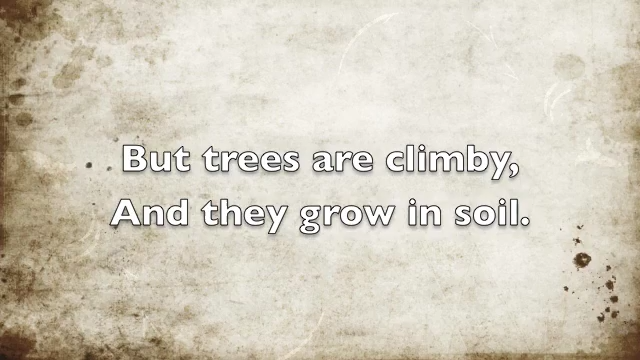 But trees are climby,
And they grow in soil.